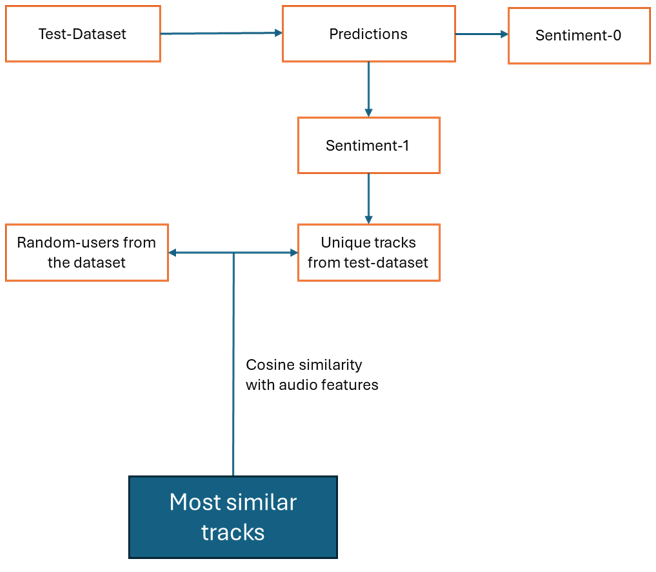 Test-Dataset
Predictions
Sentiment-0
Sentiment-1
Random-users from
the dataset
Unique tracks
from test-dataset
Cosine similarity
with audio features
Most similar
tracks